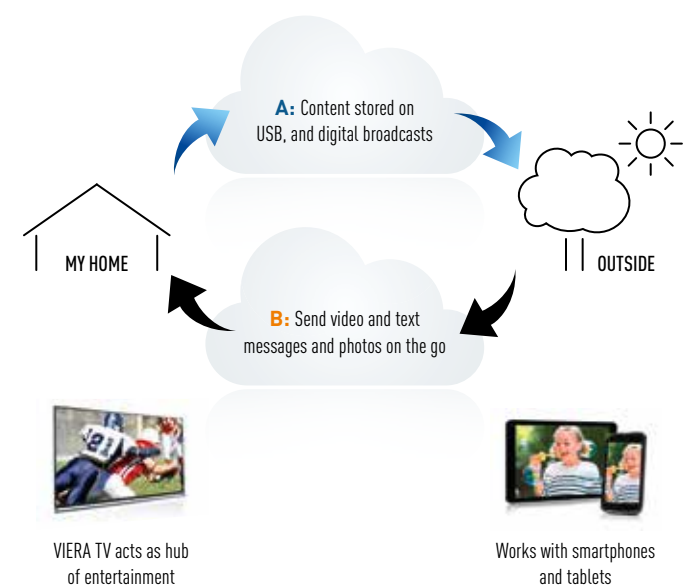 A: Content stored on
USB, and digital broadcasts
MY HOME
OUTSIDE
B: Send video and text
messages and photos on the go
21
VIERA TV acts as hub
of entertainment
Works with smartphones
and tablets